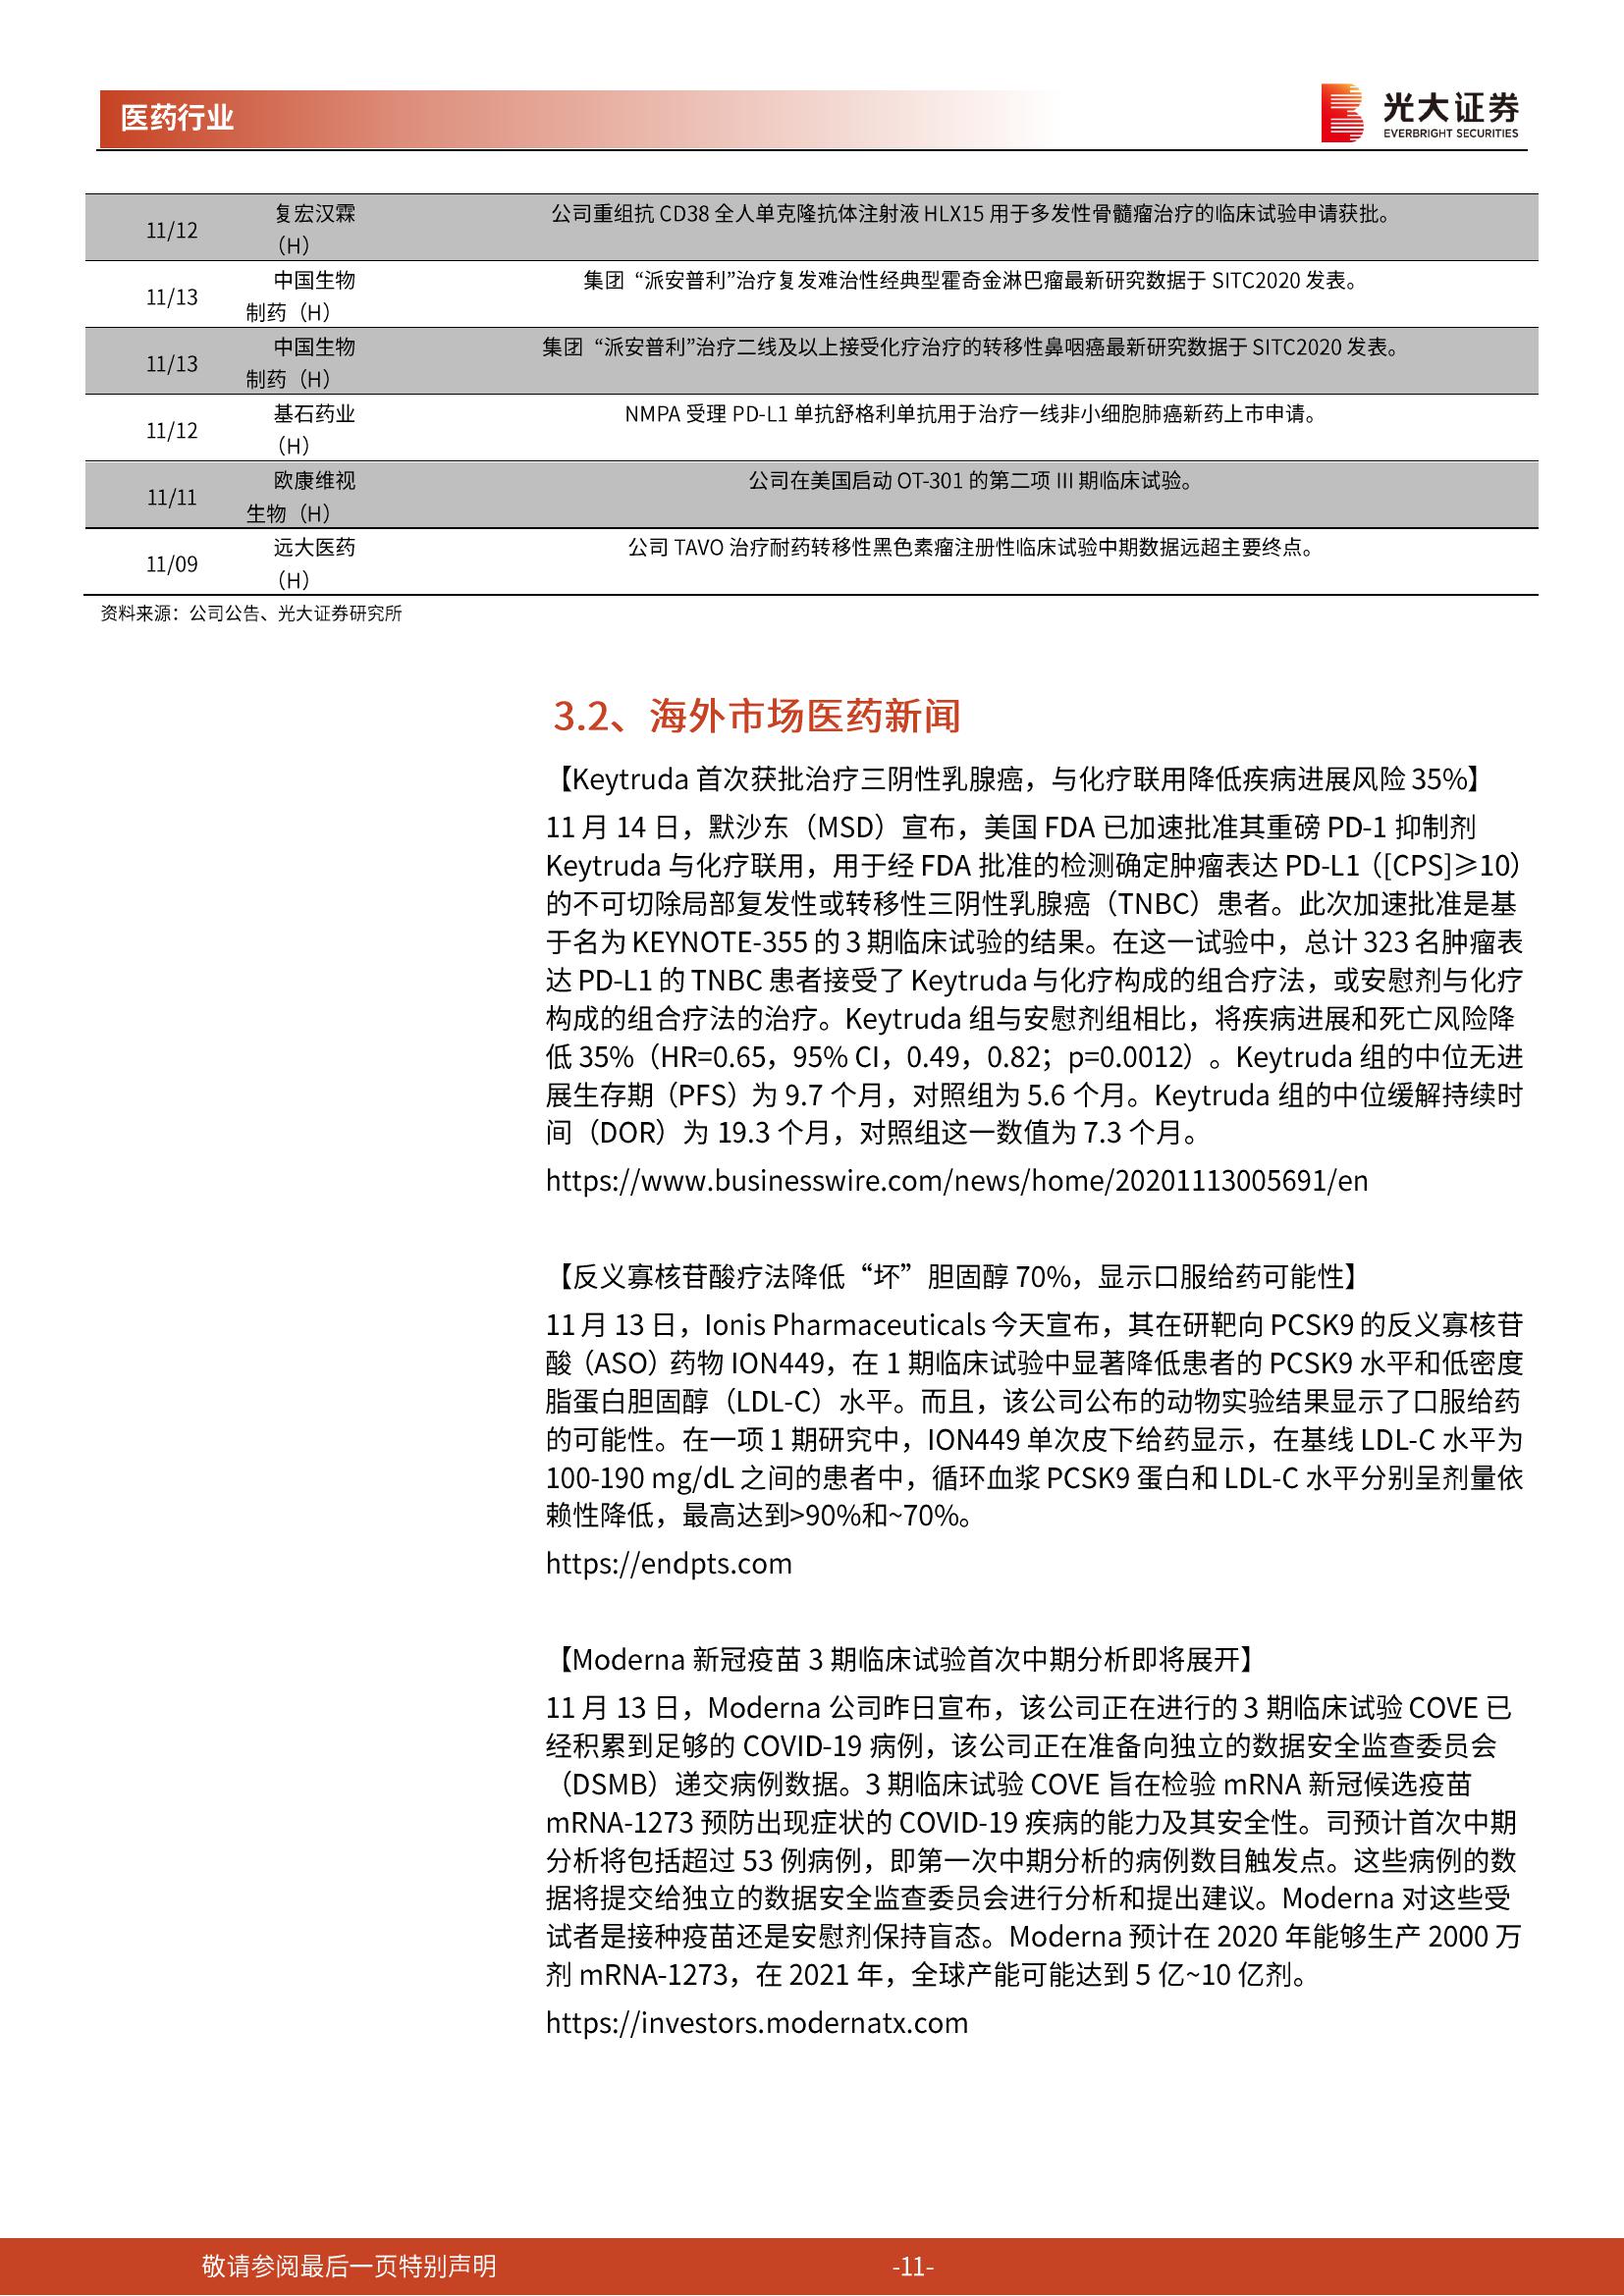 医药行业
光大证券
EVERBRIGHT SECURITIES
11/12 复宏汉霖 公司重组抗 CD38 全人单克隆抗体注射液 HLX15 用于多发性骨髓瘤治疗的临床试验申请获批。
（H）
11/13 中国生物 集团 “派安普利”治疗复发难治性经典型霍奇金淋巴瘤最新研究数据于 SITC2020 发表。
制药（H）
11/13 中国生物 集团 “派安普利”治疗二线及以上接受化疗治疗的转移性鼻咽癌最新研究数据于 SITC2020 发表。
制药（H）
11/12 基石药业 NMPA 受理 PD-L1 单抗舒格利单抗用于治疗一线非小细胞肺癌新药上市申请。
（H）
11/11 欧康维视 公司在美国启动 OT-301 的第二项 III 期临床试验。
生物（H）
11/09 远大医药 公司 TAVO 治疗耐药转移性黑色素瘤注册性临床试验中期数据远超主要终点。
（H）
资料来源：公司公告、光大证券研究所
3.2、海外市场医药新闻
【Keytruda 首次获批治疗三阴性乳腺癌，与化疗联用降低疾病进展风险 35%】
11 月 14 日，默沙东（MSD）宣布，美国 FDA 已加速批准其重磅 PD-1 抑制剂
Keytruda 与化疗联用，用于经 FDA 批准的检测确定肿瘤表达 PD-L1（[CPS]≥10）
的不可切除局部复发性或转移性三阴性乳腺癌（TNBC）患者。此次加速批准是基
于名为 KEYNOTE-355 的 3 期临床试验的结果。在这一试验中，总计 323 名肿瘤表
达 PD-L1 的 TNBC 患者接受了 Keytruda 与化疗构成的组合疗法，或安慰剂与化疗
构成的组合疗法的治疗。Keytruda 组与安慰剂组相比，将疾病进展和死亡风险降
低 35%（HR=0.65，95% CI，0.49，0.82；p=0.0012）。Keytruda 组的中位无进
展生存期（PFS）为 9.7 个月，对照组为 5.6 个月。Keytruda 组的中位缓解持续时
间（DOR）为 19.3 个月，对照组这一数值为 7.3 个月。
https://www.businesswire.com/news/home/20201113005691/en
【反义寡核苷酸疗法降低“坏”胆固醇 70%，显示口服给药可能性】
11 月 13 日，Ionis Pharmaceuticals 今天宣布，其在研靶向 PCSK9 的反义寡核苷
酸（ASO）药物 ION449，在 1 期临床试验中显著降低患者的 PCSK9 水平和低密度
脂蛋白胆固醇（LDL-C）水平。而且，该公司公布的动物实验结果显示了口服给药
的可能性。在一项 1 期研究中，ION449 单次皮下给药显示，在基线 LDL-C 水平为
100-190 mg/dL 之间的患者中，循环血浆 PCSK9 蛋白和 LDL-C 水平分别呈剂量依
赖性降低，最高达到>90%和~70%。
https://endpts.com
【Moderna 新冠疫苗 3 期临床试验首次中期分析即将展开】
11 月 13 日，Moderna 公司昨日宣布，该公司正在进行的 3 期临床试验 COVE 已
经积累到足够的 COVID-19 病例，该公司正在准备向独立的数据安全监查委员会
（DSMB）递交病例数据。3 期临床试验 COVE 旨在检验 mRNA 新冠候选疫苗
mRNA-1273 预防出现症状的 COVID-19 疾病的能力及其安全性。司预计首次中期
分析将包括超过 53 例病例，即第一次中期分析的病例数目触发点。这些病例的数
据将提交给独立的数据安全监查委员会进行分析和提出建议。Moderna 对这些受
试者是接种疫苗还是安慰剂保持盲态。Moderna 预计在 2020 年能够生产 2000 万
剂 mRNA-1273，在 2021 年，全球产能可能达到 5 亿~10 亿剂。
https://investors.modernatx.com
敬请参阅最后一页特别声明 -11-